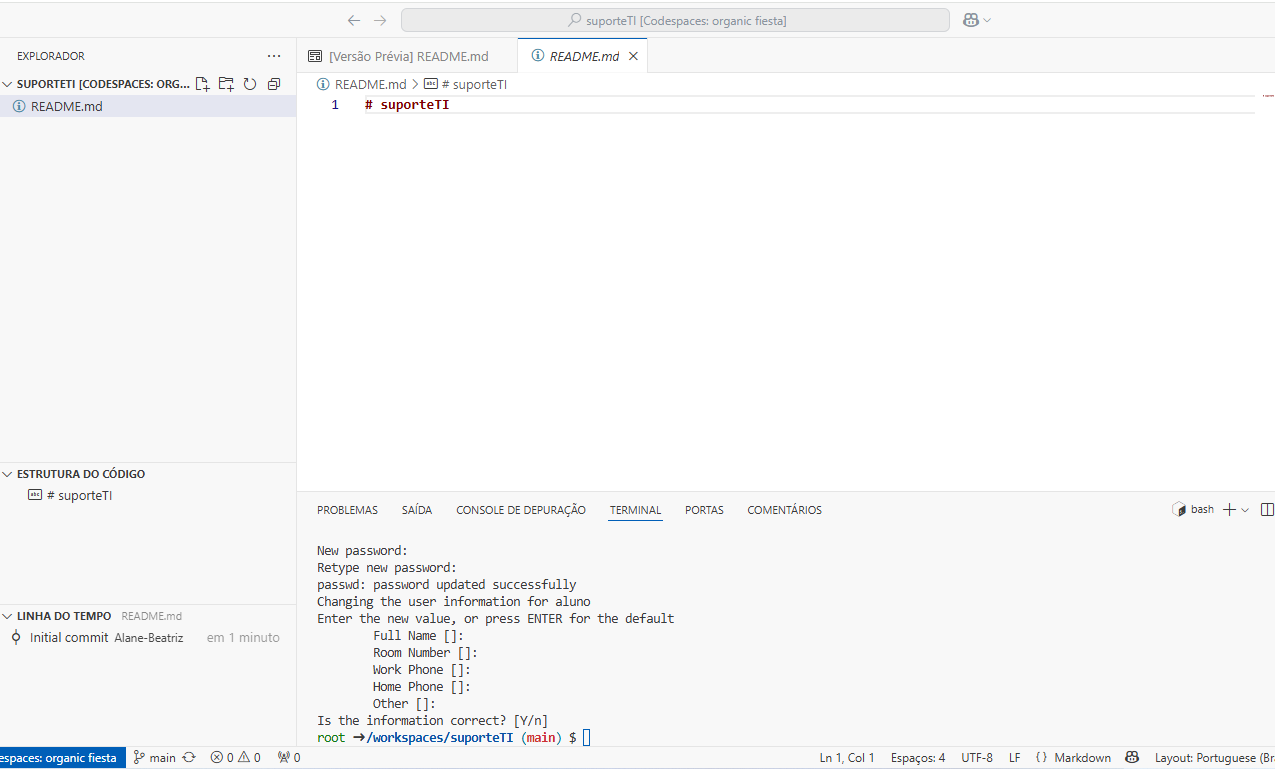 suporteTI [Codespaces: organic fiesta]
EXPLORADOR
SUPORTETI [CODESPACES: ORG...
README.md
[Versão Prévia] README.md
README.md
README.md > # suporteTI
1 # suporteTI
ESTRUTURA DO CÓDIGO
# suporteTI
LINHA DO TEMPO README.md
Initial commit Alane-Beatriz em 1 minuto
PROBLEMAS SAÍDA CONSOLE DE DEPURAÇÃO TERMINAL PORTAS COMENTÁRIOS
bash
New password:
Retype new password:
passwd: password updated successfully
Changing the user information for aluno
Enter the new value, or press ENTER for the default
Full Name []:
Room Number []:
Work Phone []:
Home Phone []:
Other []:
Is the information correct? [Y/n]
root ➜/workspaces/suporteTI (main) $
espaces: organic fiesta main 0 0 0 Ln 1, Col 1 Espaços: 4 UTF-8 LF {} Markdown Layout: Portuguese (Br